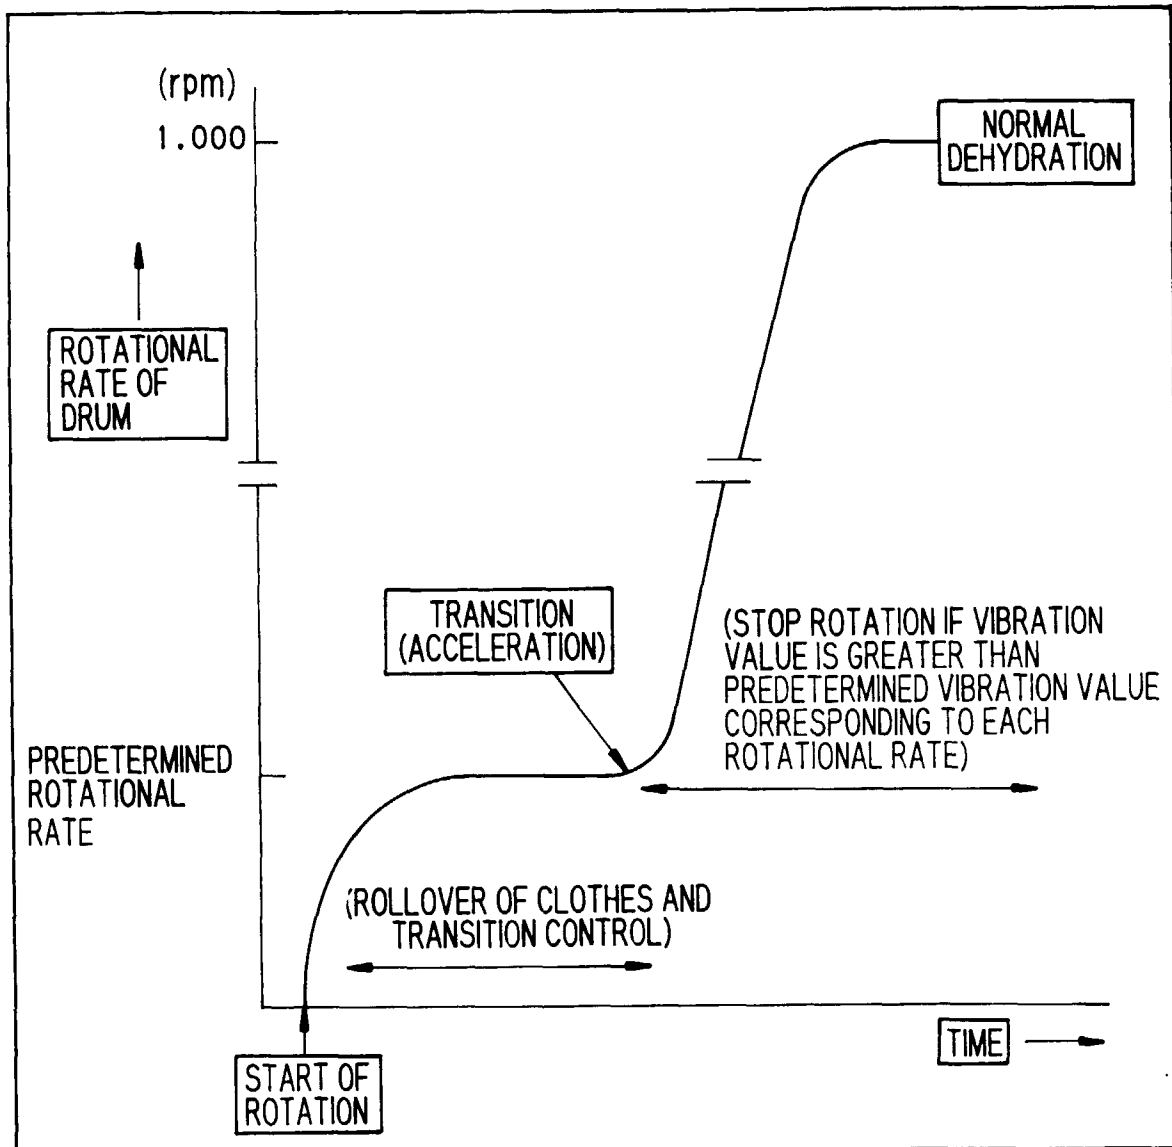 (rpm)
1.000
NORMAL
DEHYDRATION
ROTATIONAL
RATE OF
DRUM
TRANSITION
(ACCELERATION)
(STOP ROTATION IF VIBRATION
VALUE IS GREATER THAN
PREDETERMINED VIBRATION VALUE
CORRESPONDING TO EACH
ROTATIONAL RATE)
PREDETERMINED
ROTATIONAL
RATE
(ROLLOVER OF CLOTHES AND
TRANSITION CONTROL)
TIME
START OF
ROTATION